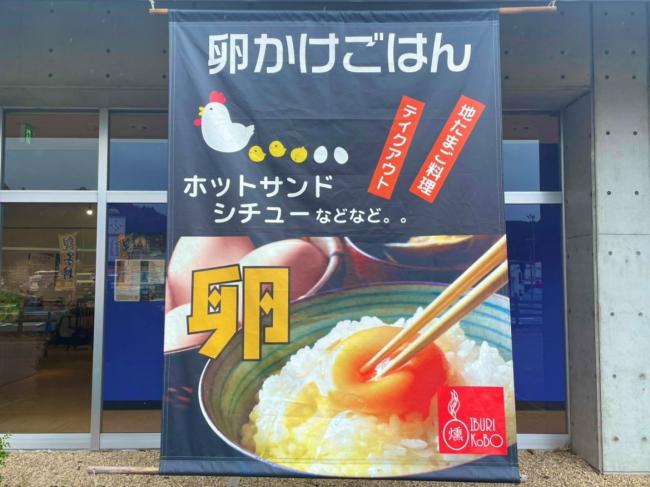 卵かけごはん
地たまご料理
テイクアウト
ホットサンド
シチューなどなど。。
卵
燻
IBURI
KoBO